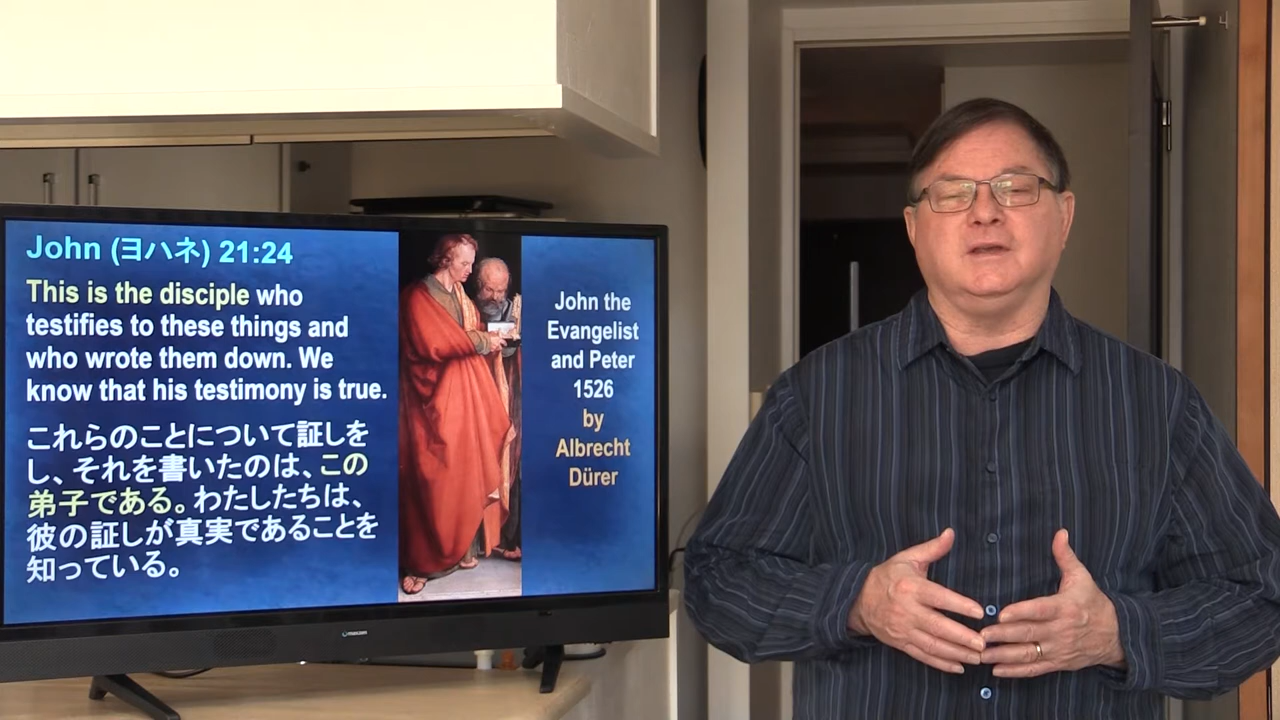 John (ヨハネ) 21:24
This is the disciple who
testifies to these things and
who wrote them down. We
know that his testimony is true.
これらのことについて証しを
し、それを書いたのは、この
弟子である。わたしたちは、
彼の証しが真実であることを
知っている。
John the
Evangelist
and Peter
1526
by
Albrecht
Dürer
maxzen